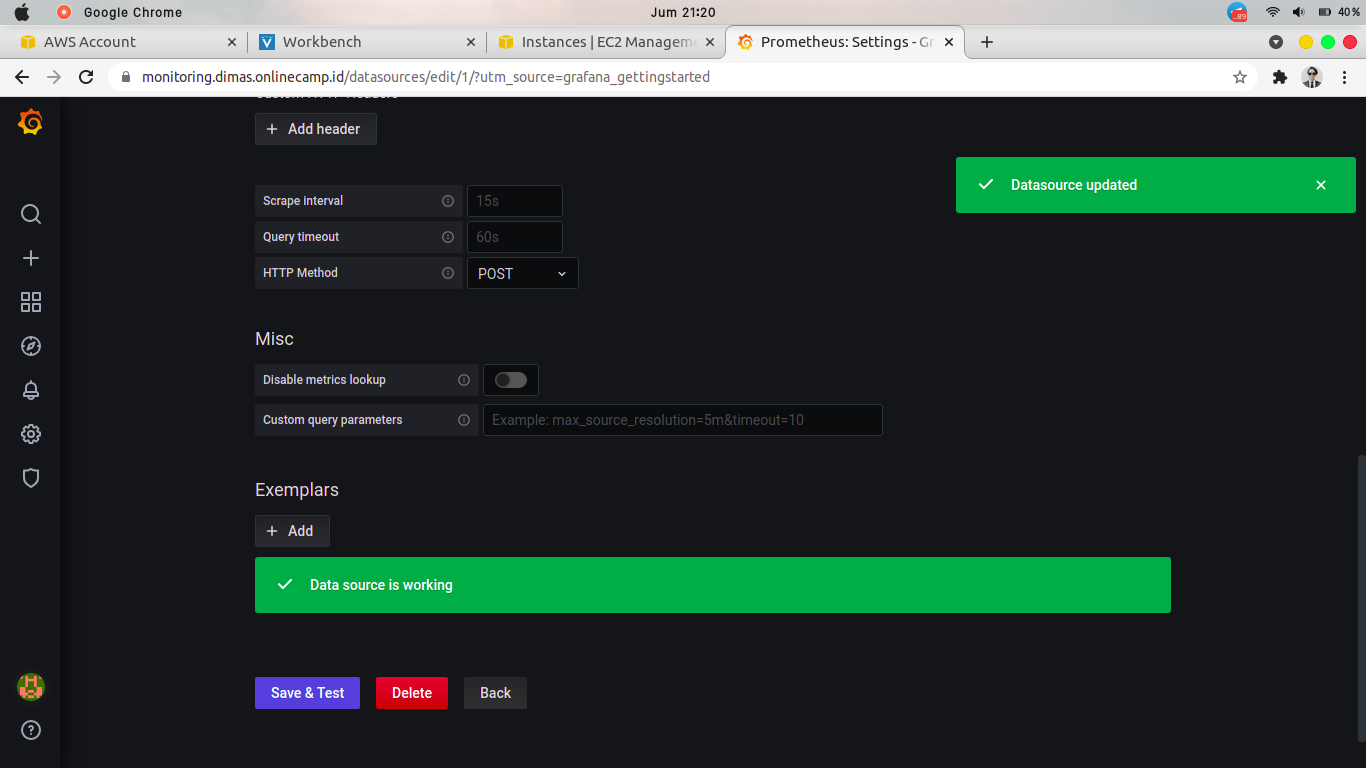 Google Chrome
Jum 21:20
89
40%
AWS Account
Workbench
Instances | EC2 Managem
Prometheus: Settings - Gr
monitoring.dimas.onlinecamp.id/datasources/edit/1/?utm_source=grafana_gettingstarted
Add header
Datasource updated
Scrape interval
15s
Query timeout
60s
HTTP Method
POST
Misc
Disable metrics lookup
Custom query parameters
Example: max_source_resolution=5m&timeout=10
Exemplars
Add
Data source is working
Save & Test
Delete
Back